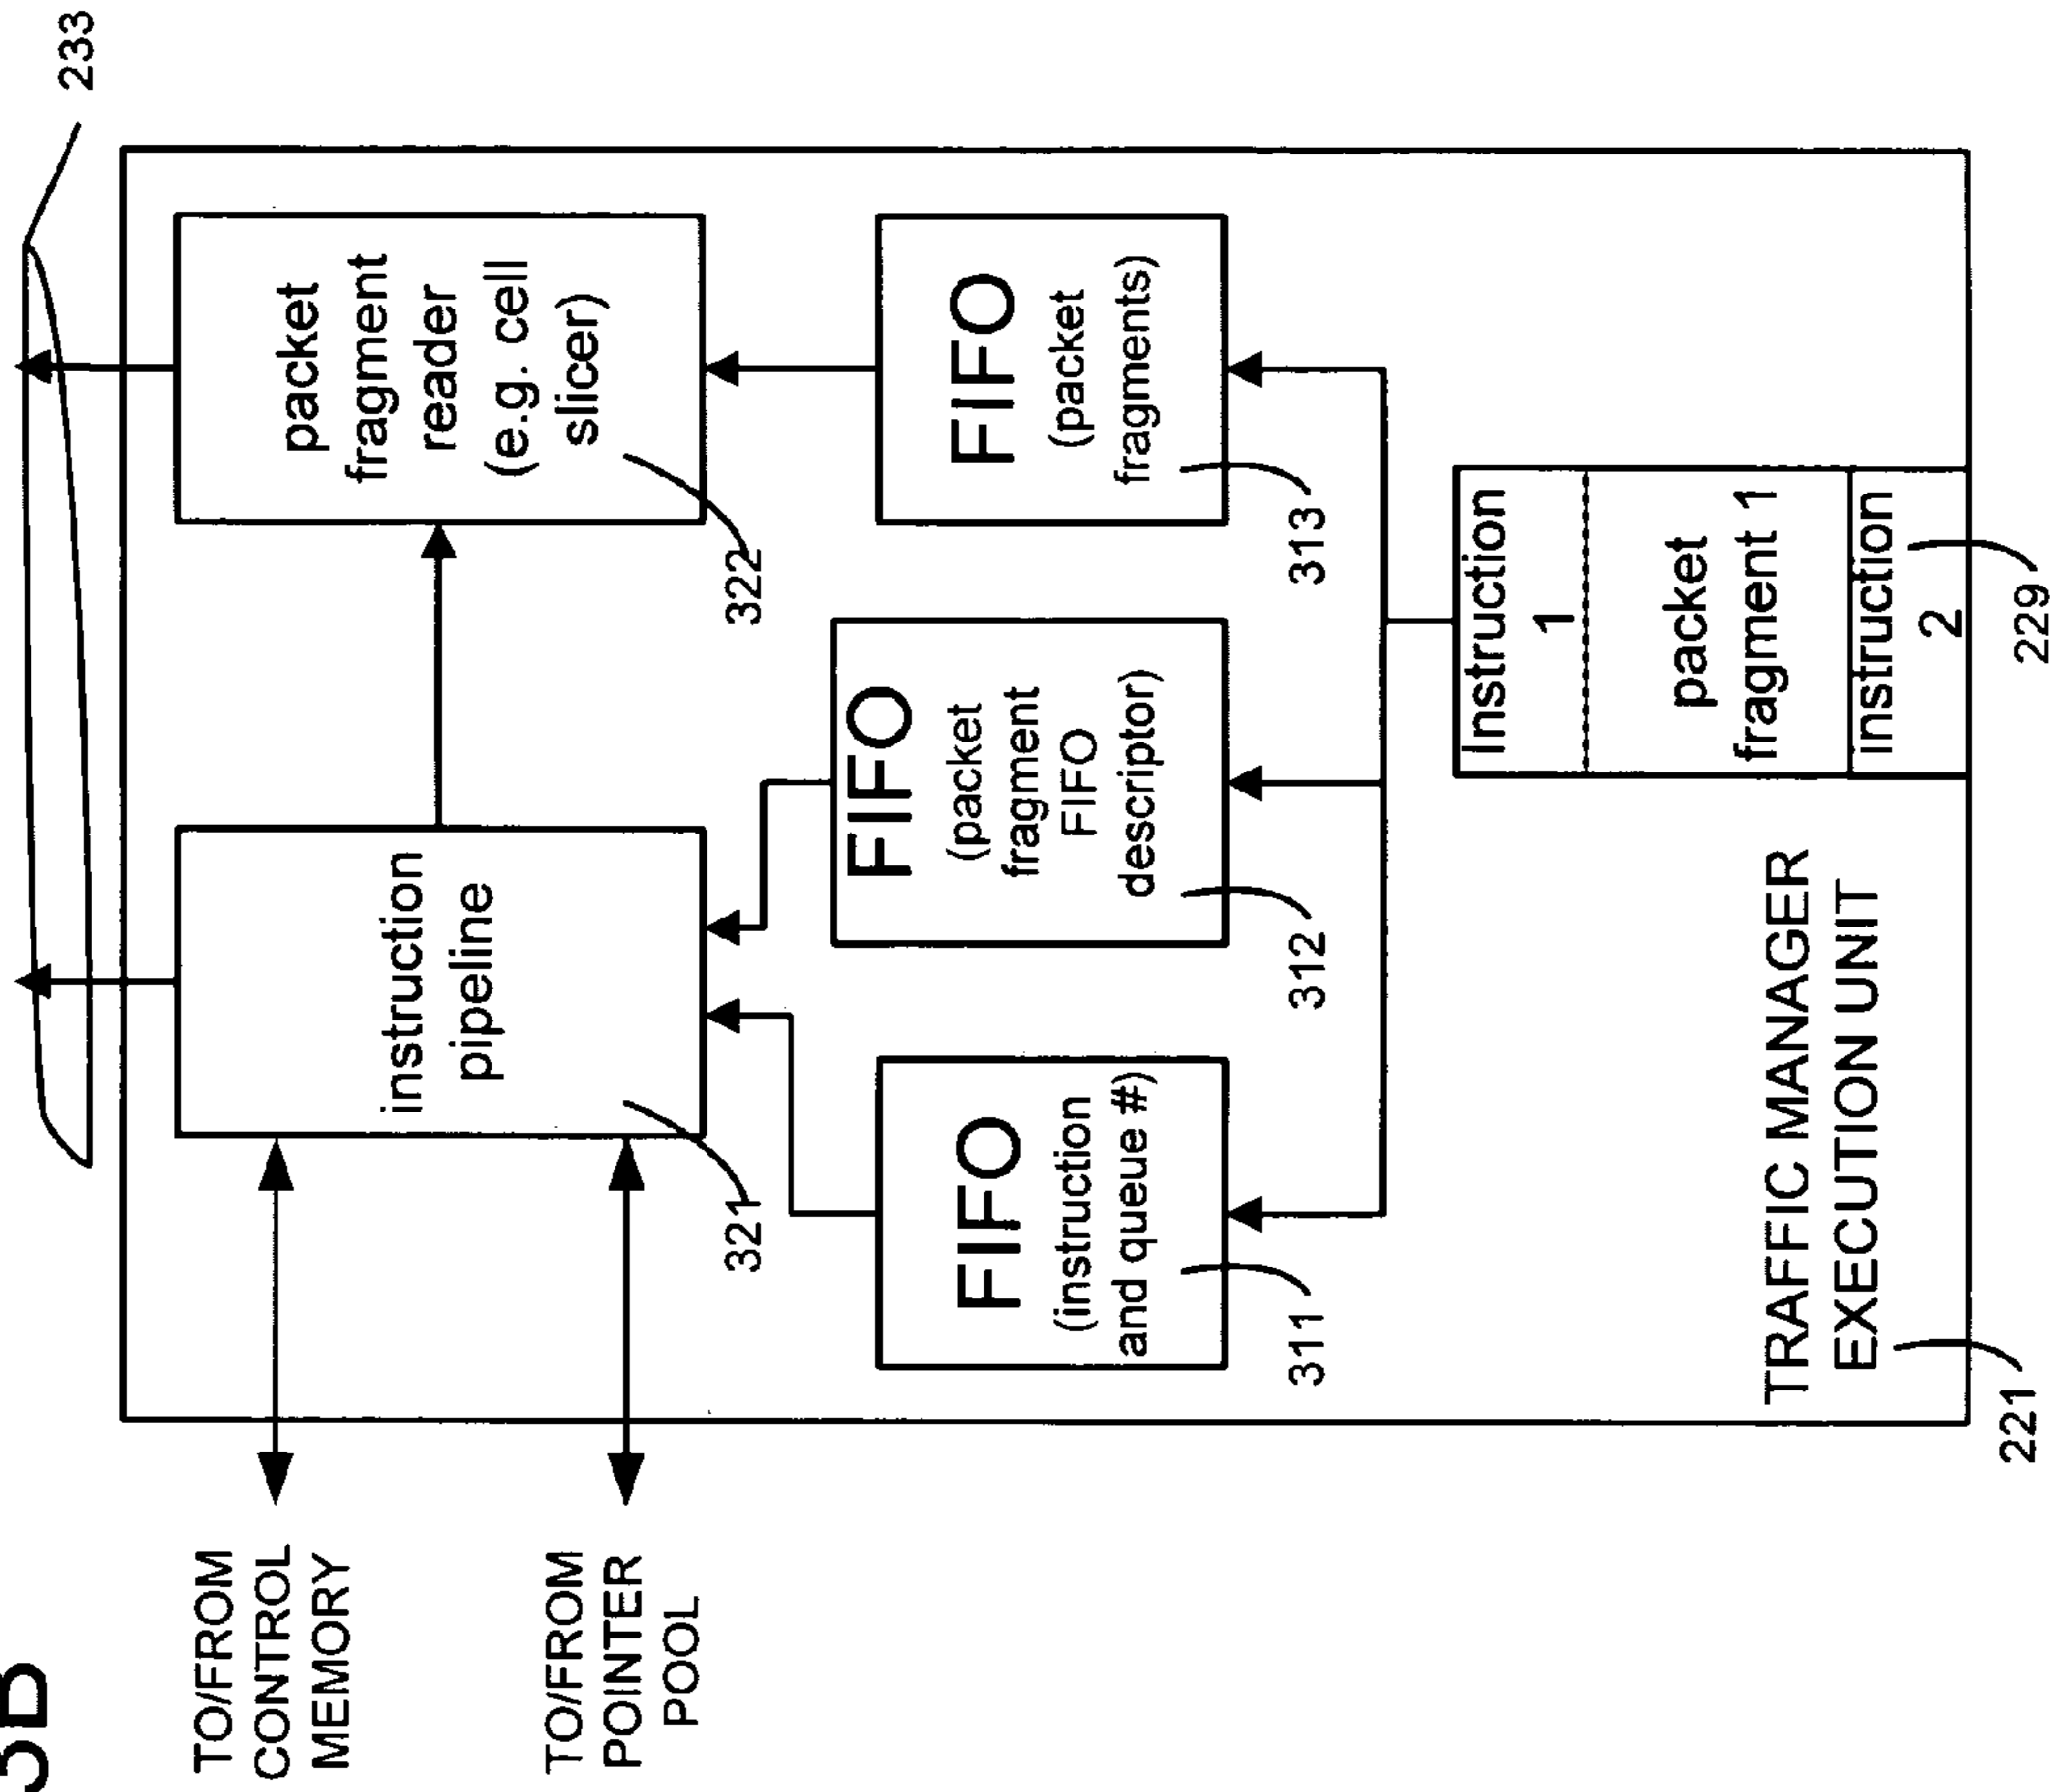 3B
233
TO/FROM
CONTROL
MEMORY
instruction
pipeline
packet
fragment
reader
(e.g. cell
slicer)
TO/FROM
POINTER
POOL
321
322
FIFO
(instruction
and queue #)
FIFO
(packet
fragment
FIFO
descriptor)
FIFO
(packet
fragments)
311
312
313
Instruction
1
packet
fragment 1
instruction
2
TRAFFIC MANAGER
EXECUTION UNIT
221
229